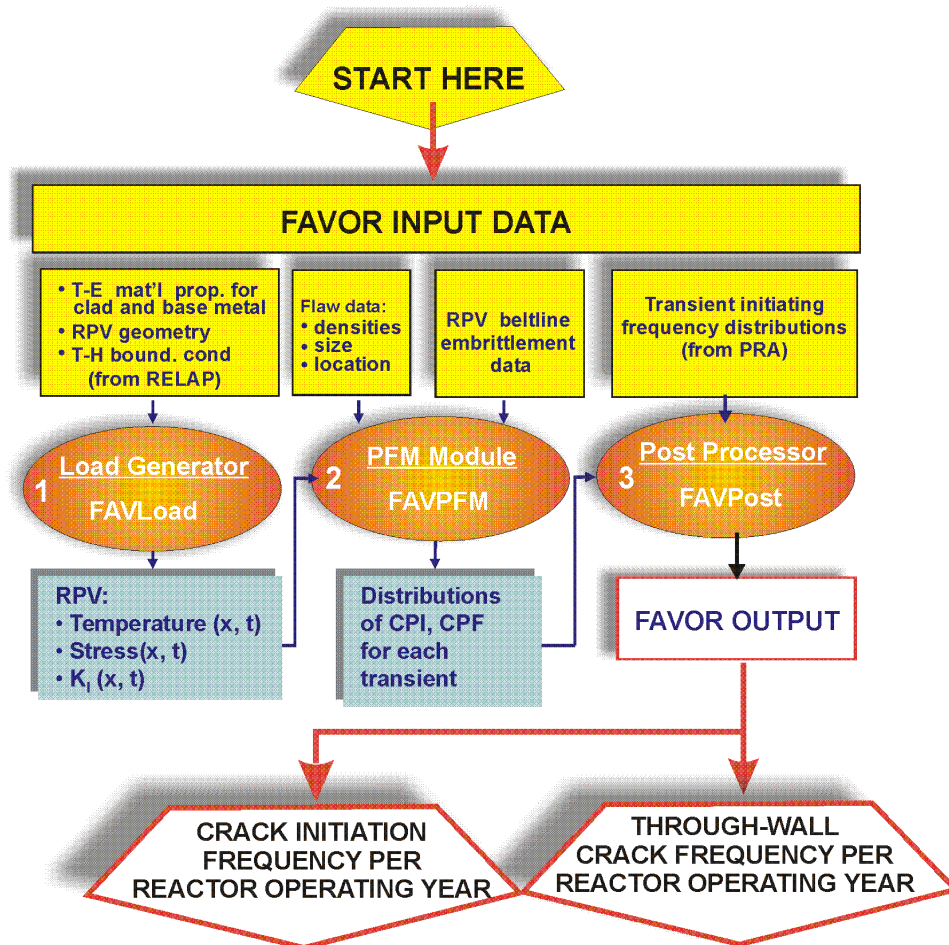 START HERE
FAVOR INPUT DATA
• T-E mat'l prop. for
clad and base metal
• RPV geometry
• T-H bound. cond
(from RELAP)
Flaw data:
• densities
• size
• location
RPV beltline
embrittlement
data
Transient initiating
frequency distributions
(from PRA)
1
Load Generator
FAVLoad
2
PFM Module
FAVPFM
3
Post Processor
FAVPost
RPV:
• Temperature (x, t)
• Stress(x, t)
• KI (x, t)
Distributions
of CPI, CPF
for each
transient
FAVOR OUTPUT
CRACK INITIATION
FREQUENCY PER
REACTOR OPERATING YEAR
THROUGH-WALL
CRACK FREQUENCY PER
REACTOR OPERATING YEAR